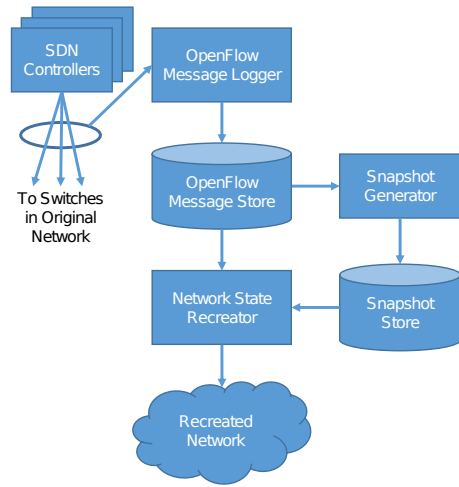 SDN
Controllers
OpenFlow
Message Logger
To Switches
in Original
Network
OpenFlow
Message Store
Snapshot
Generator
Network State
Recreator
Snapshot
Store
Recreated
Network